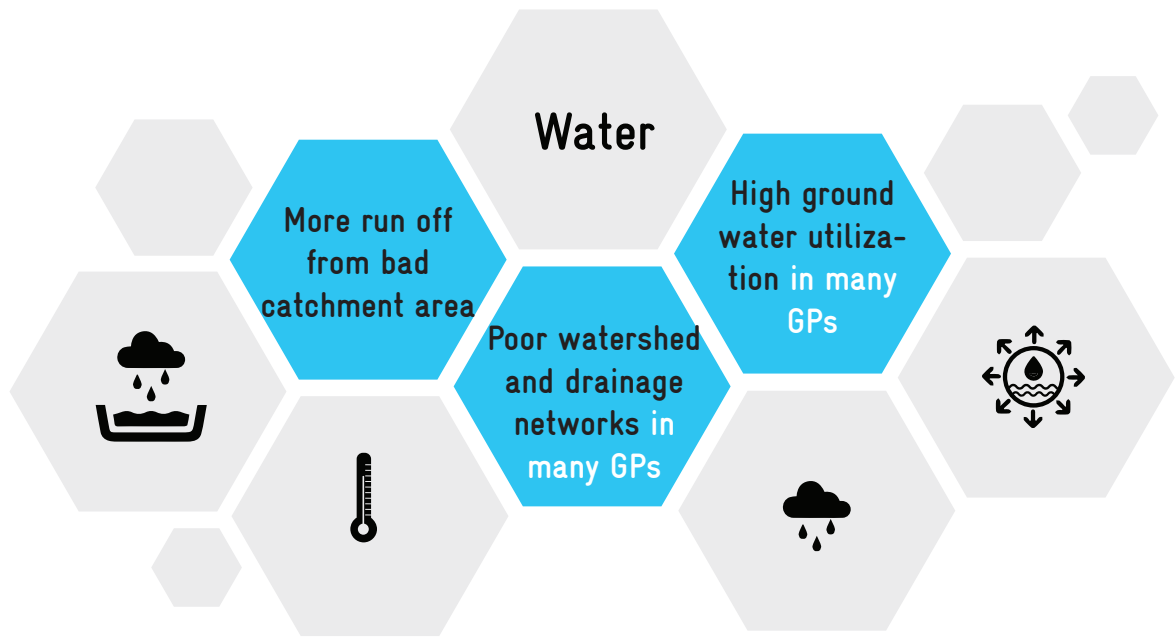 Water
More run off
from bad
catchment area
Poor watershed
and drainage
networks in
many GPs
High ground
water utiliza-
tion in many
GPs